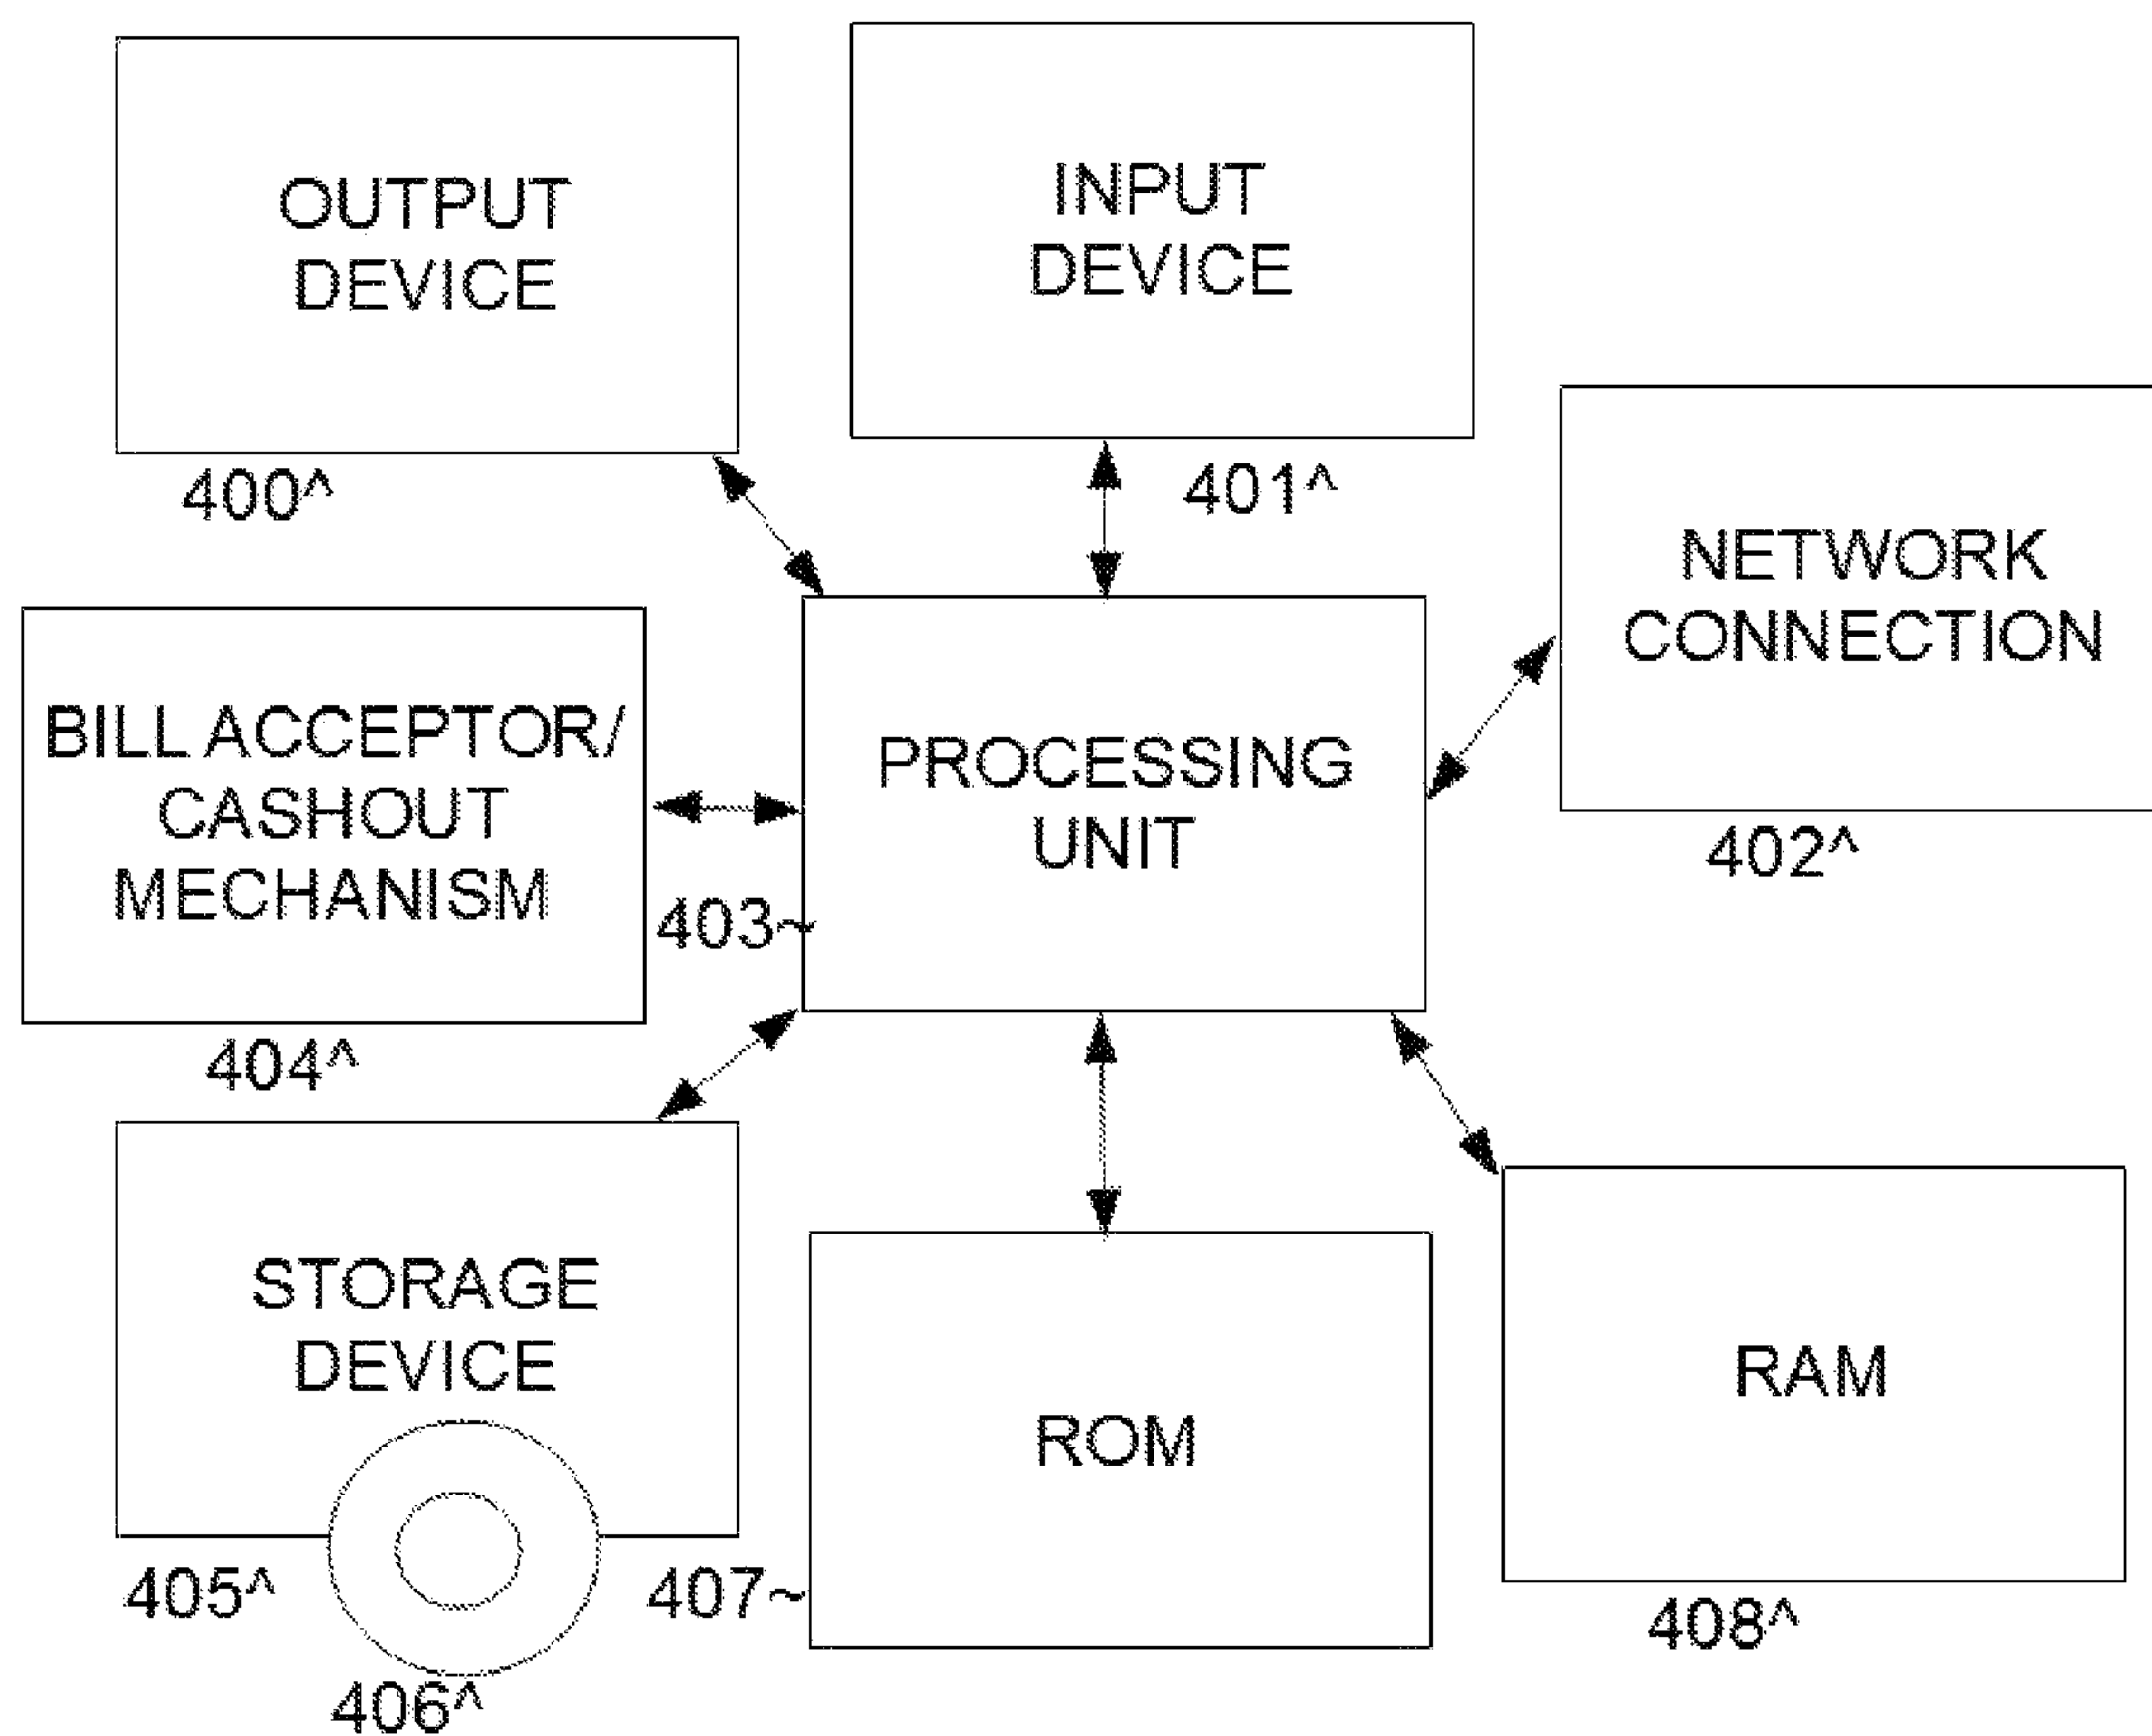 OUTPUT
DEVICE
400^
INPUT
DEVICE
401^
NETWORK
CONNECTION
402^
BILL ACCEPTOR/
CASHOUT
MECHANISM
404^
PROCESSING
UNIT
403~
STORAGE
DEVICE
405^
406^
ROM
407~
RAM
408^